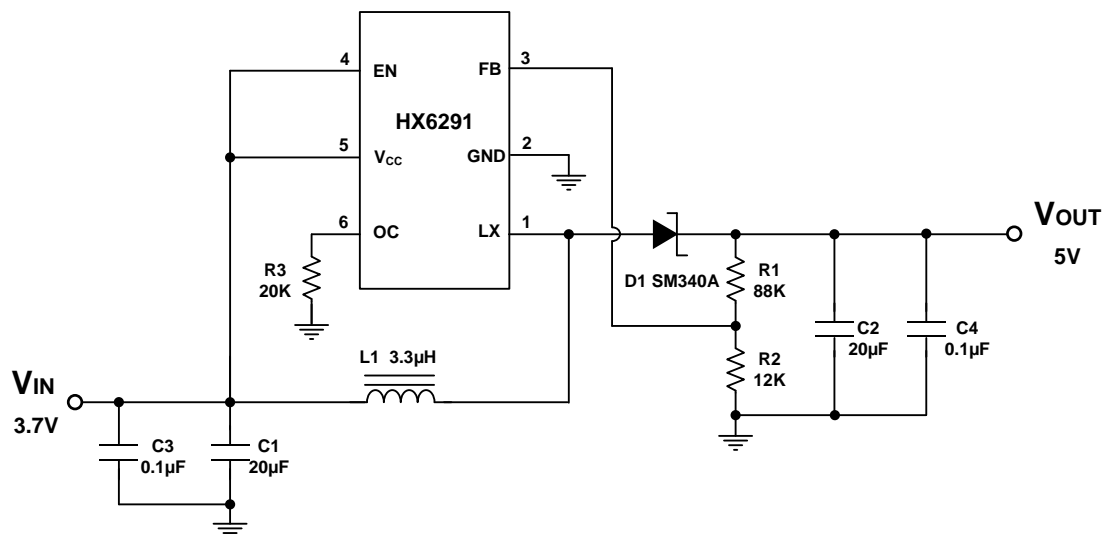 4
EN
FB
3
HX6291
5
VCC
GND
2
6
OC
LX
1
VOUT
5V
R3
20K
D1 SM340A
R1
88K
C2
20µF
C4
0.1µF
L1 3.3µH
R2
12K
VIN
3.7V
C3
0.1µF
C1
20µF